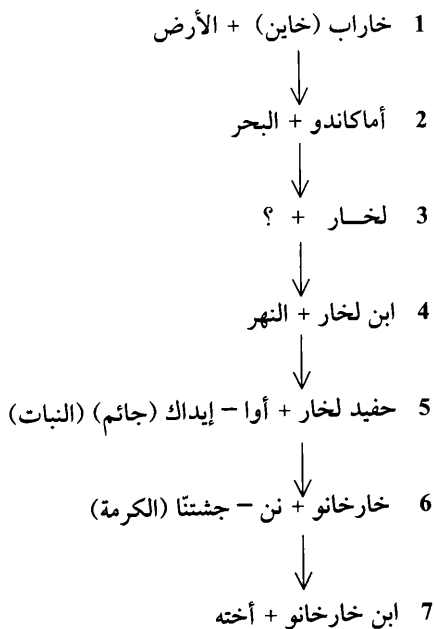 1 خاراب (خاين) + الأرض
2 أماكاندو + البحر
3 لخـــار + ؟
4 ابن لخار + النهر
5 حفيد لخار + أوا – إيداك (جائم) (النبات)
6 خارخانو + نن – جشتنّا (الكرمة)
7 ابن خارخانو + أخته